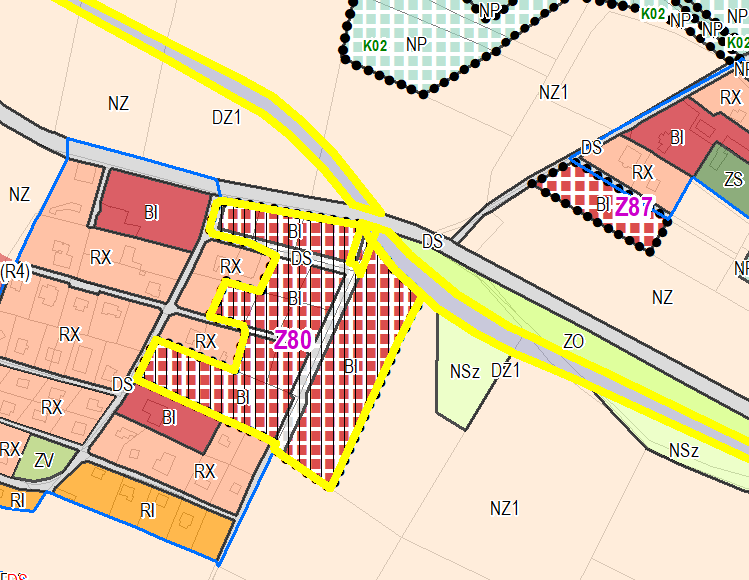 NP
NP
NP
NP
K02
K02
K02
NP
NP
NZ
DZ1
NZ1
RX
BI
DS
RX
ZS
NZ
BI
BI
BI
Z87
DS
DS
RX
RX
(R4)
BI
NZ
NP
RX
Z80
RX
ZO
BI
NSz
DZ1
DS
BI
RX
BI
NSz
RX
ZV
RX
RI
RI
NZ1